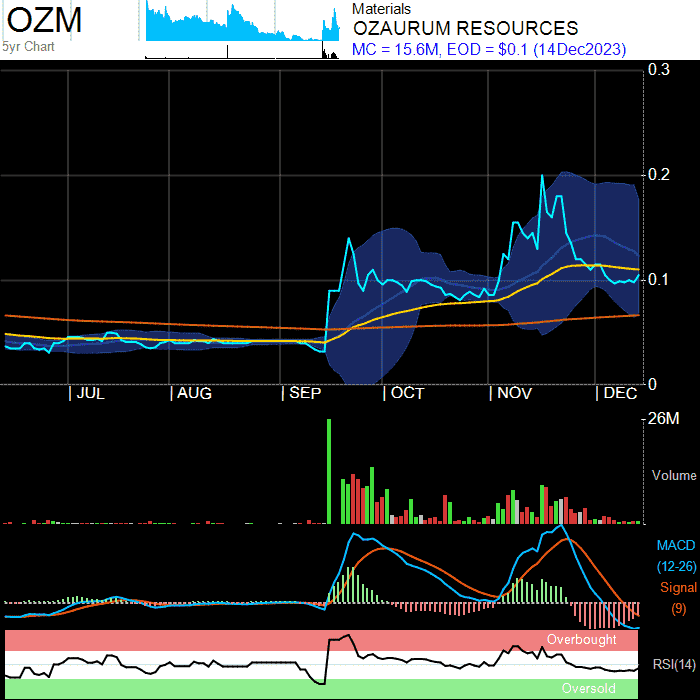 OZM
5yr Chart
Materials
OZAURUM RESOURCES
MC = 15.6M, EOD = $0.1 (14Dec2023)
0.3
0.2
0.1
0
JUL AUG SEP OCT NOV DEC
26M
Volume
MACD
(12-26)
Signal
(9)
Overbought
RSI(14)
Oversold